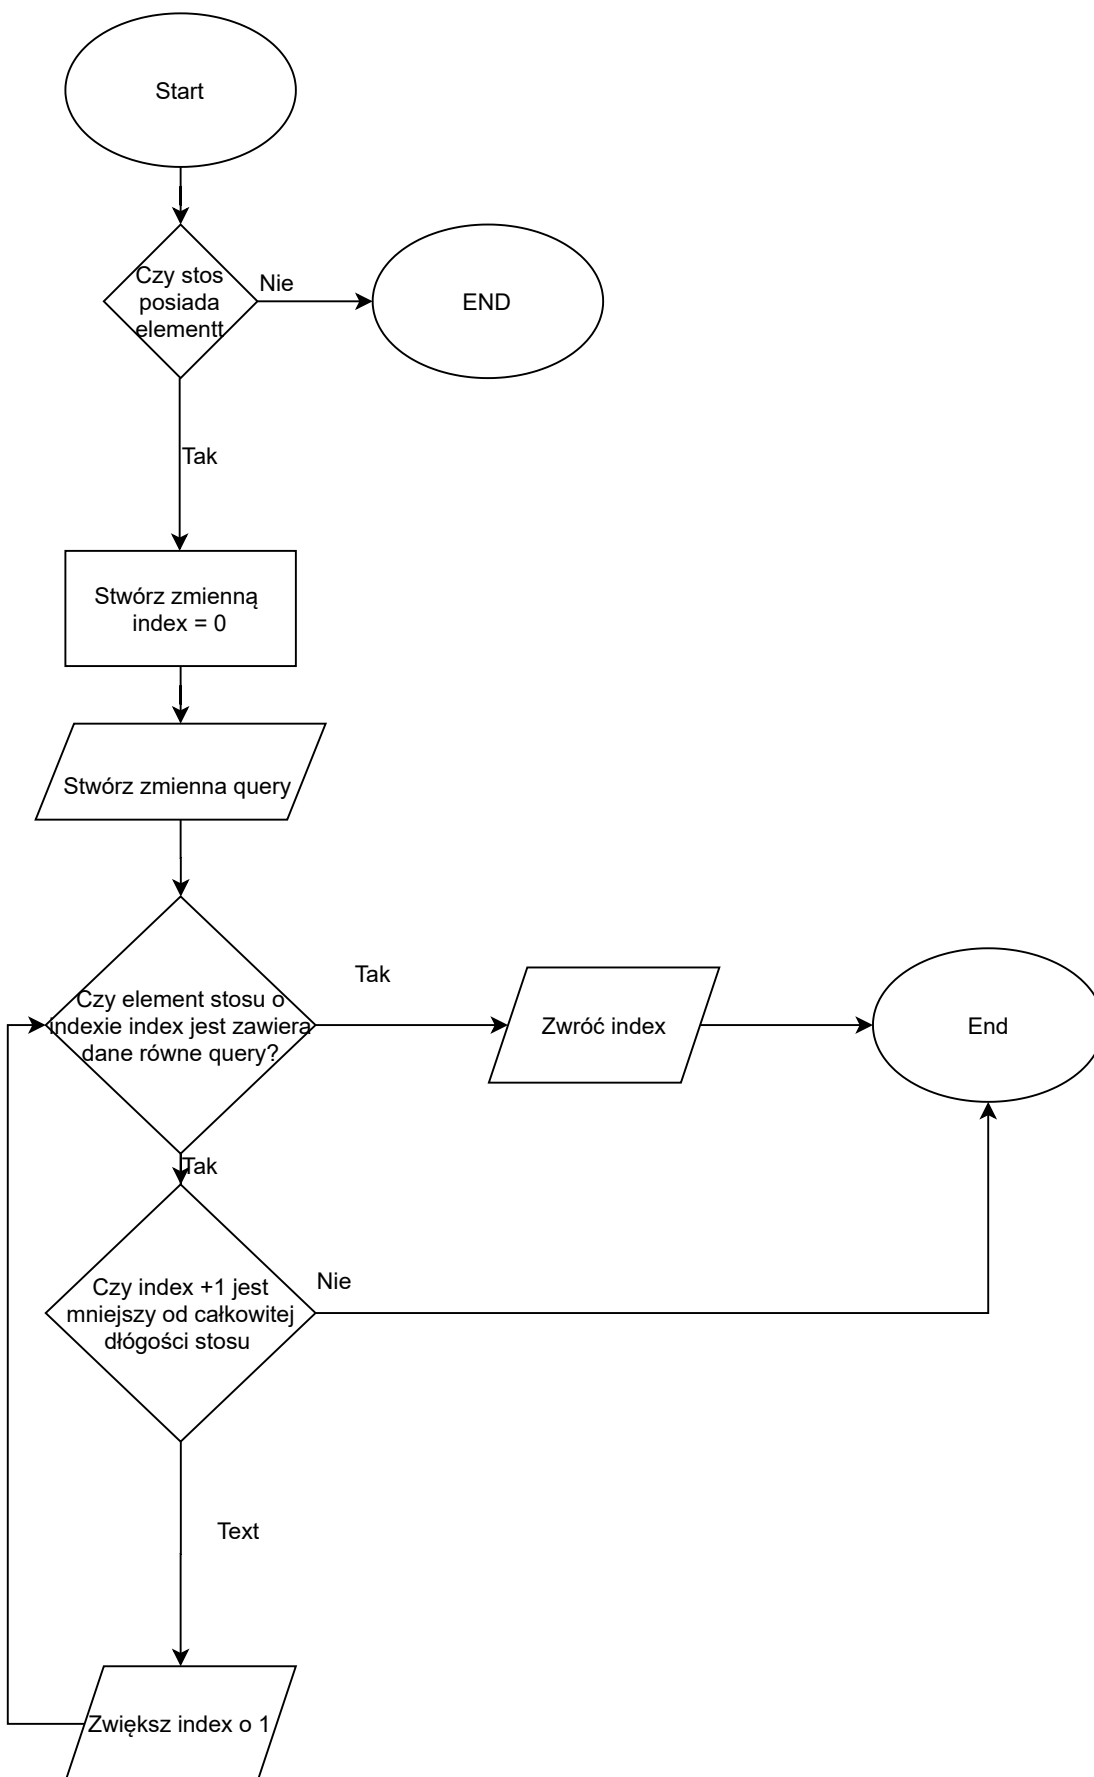 Start
Czy stos
posiada
elementt
Nie
END
Tak
Stwórz zmienną
index = 0
Stwórz zmienna query
Czy element stosu o
indexie index jest zawiera
dane równe query?
Tak
Zwróć index
End
Tak
Czy index +1 jest
mniejszy od całkowitej
dłógości stosu
Nie
Text
Zwiększ index o 1